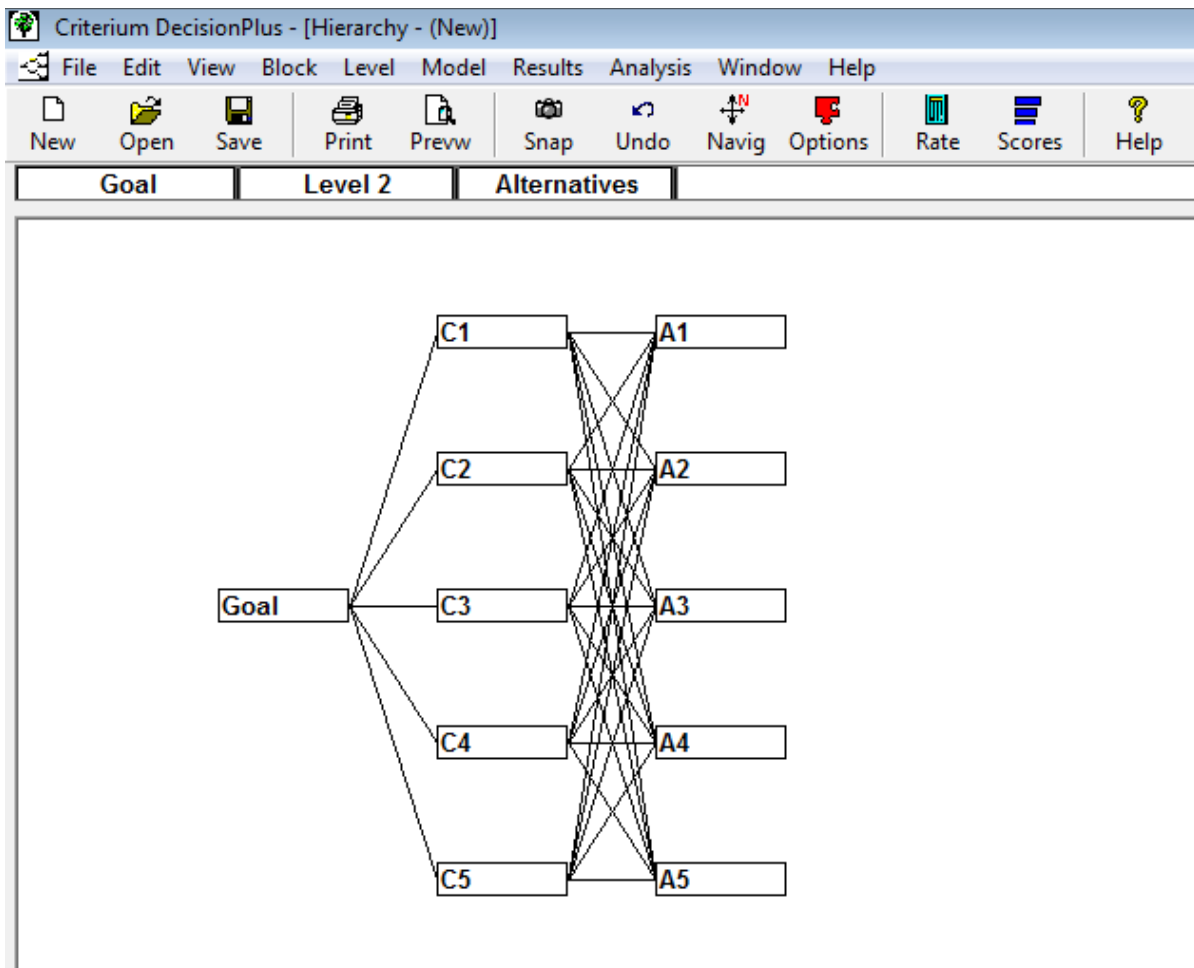 Criterium DecisionPlus - [Hierarchy - (New)]
File Edit View Block Level Model Results Analysis Window Help
New Open Save Print Prevw Snap Undo N Navig Options Rate Scores Help
Goal Level 2 Alternatives
C1 A1
C2 A2
Goal C3 A3
C4 A4
C5 A5